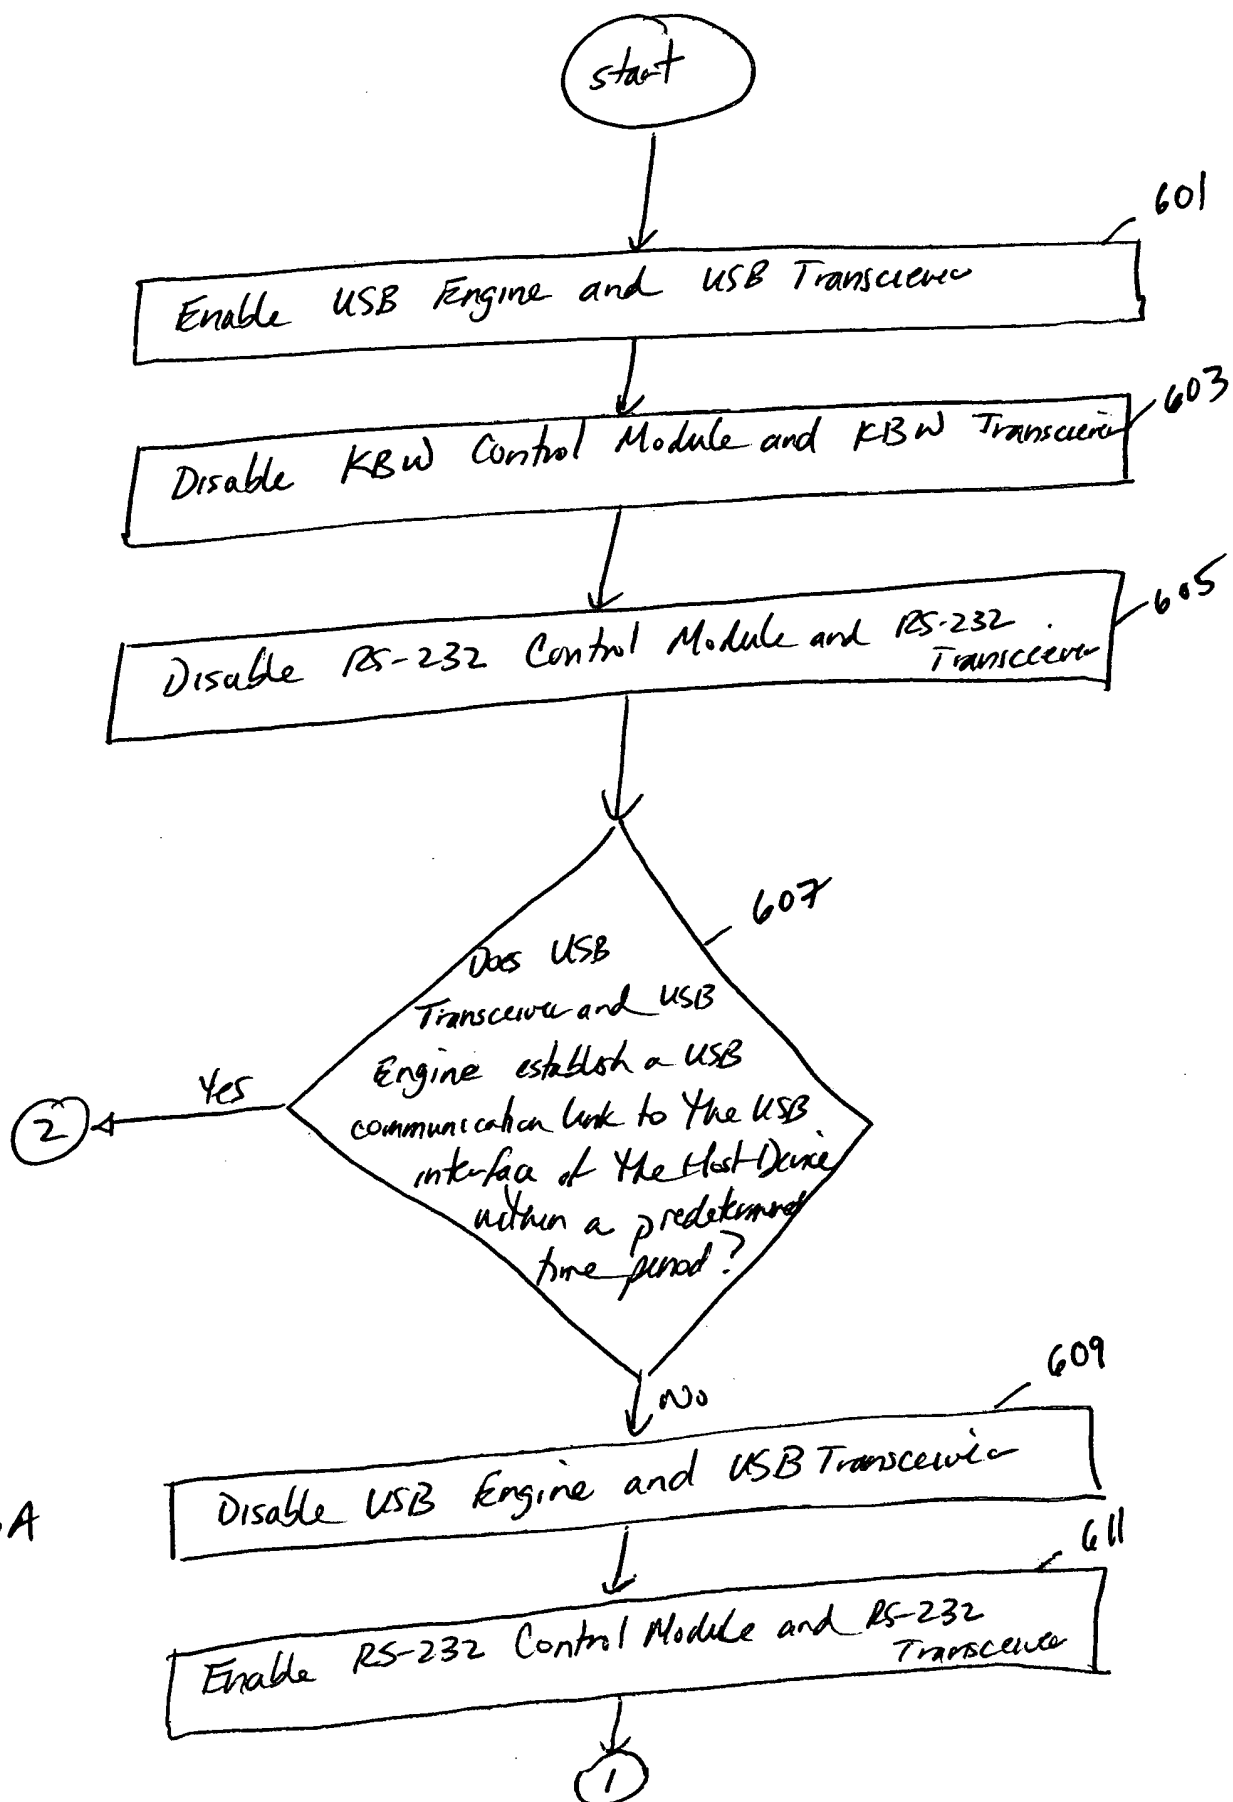 start
601
Enable USB Engine and USB Transciever
603
Disable KBW Control Module and KBW Transciever
605
Disable RS-232 Control Module and RS-232
Transceiver
607
Does USB
Transceiver and USB
Engine establish a USB
Yes
2
communication link to the USB
interface of the Host Device
within a predetermined
time period?
No
609
Disable USB Engine and USB Transceiver
A
611
Enable RS-232 Control Module and RS-232
Transceiver
1